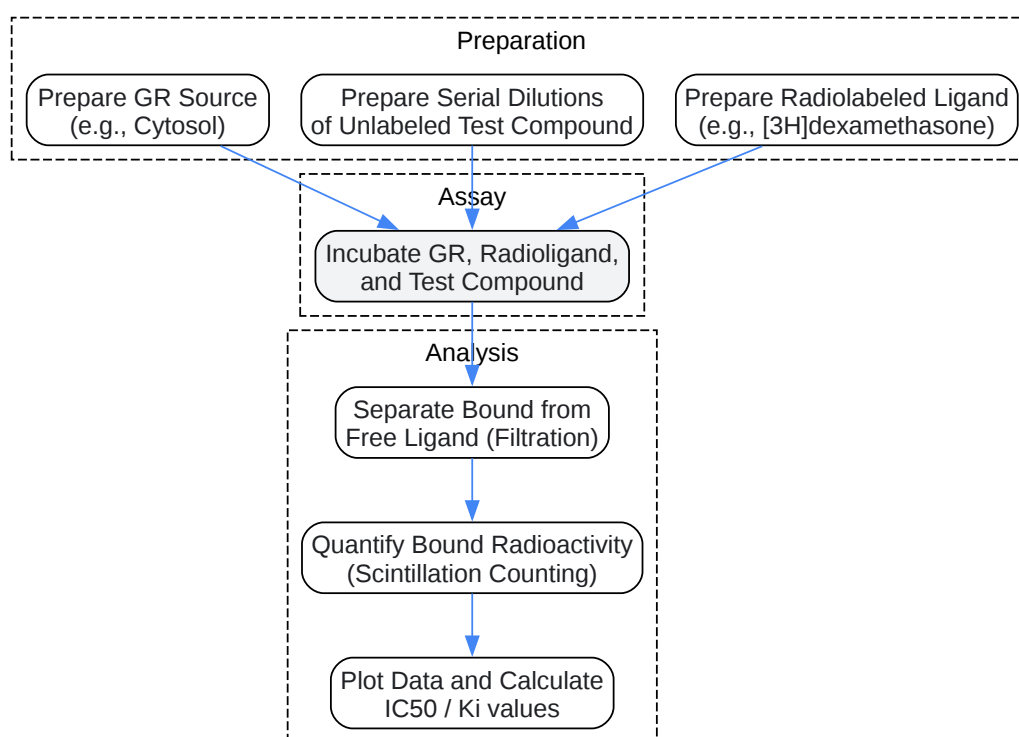 Preparation
Prepare GR Source
(e.g., Cytosol)
Prepare Serial Dilutions
of Unlabeled Test Compound
Prepare Radiolabeled Ligand
(e.g., [3H]dexamethasone)
Assay
Incubate GR, Radioligand,
and Test Compound
Analysis
Separate Bound from
Free Ligand (Filtration)
Quantify Bound Radioactivity
(Scintillation Counting)
Plot Data and Calculate
IC50 / Ki values